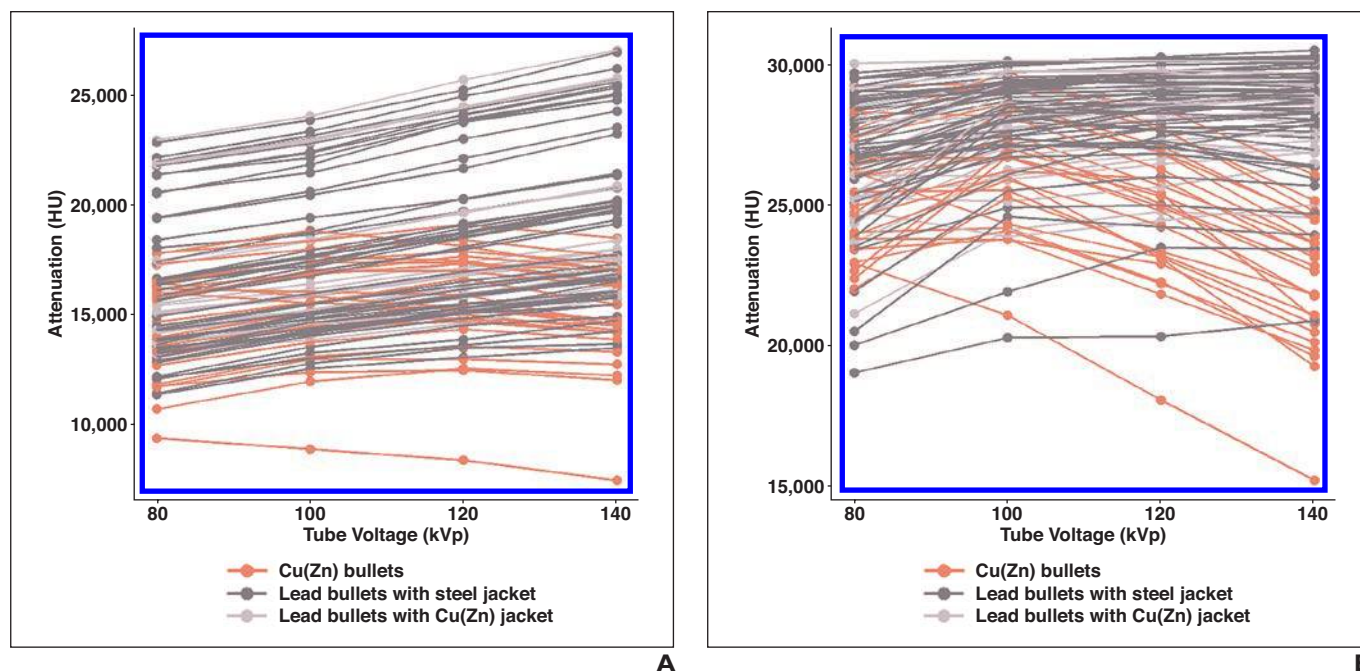 25,000
20,000
15,000
10,000
Attenuation (HU)
80 100 120 140
Tube Voltage (kVp)
Cu(Zn) bullets
Lead bullets with steel jacket
Lead bullets with Cu(Zn) jacket
A
30,000
25,000
20,000
15,000
Attenuation (HU)
80 100 120 140
Tube Voltage (kVp)
Cu(Zn) bullets
Lead bullets with steel jacket
Lead bullets with Cu(Zn) jacket